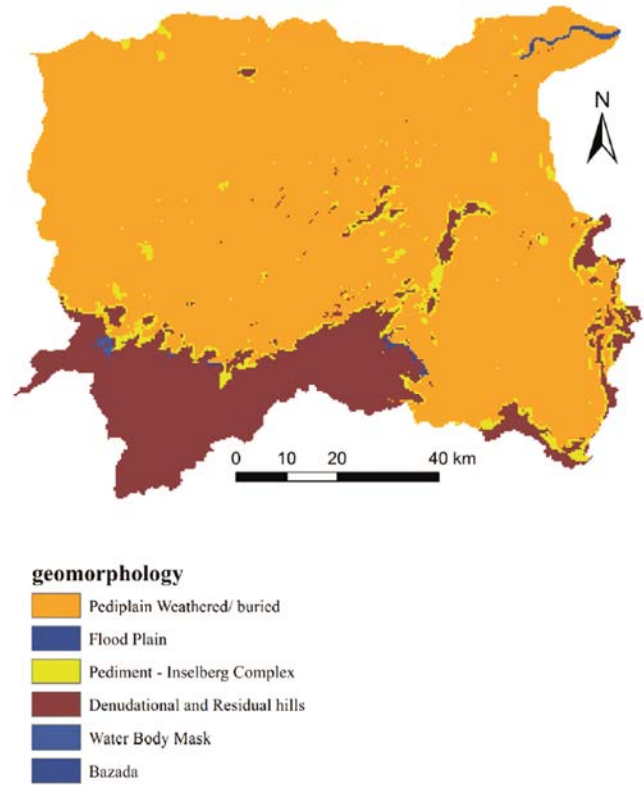 N
0 10 20 40 km
geomorphology
Pediplain Weathered/ buried
Flood Plain
Pediment - Inselberg Complex
Denudational and Residual hills
Water Body Mask
Bazada